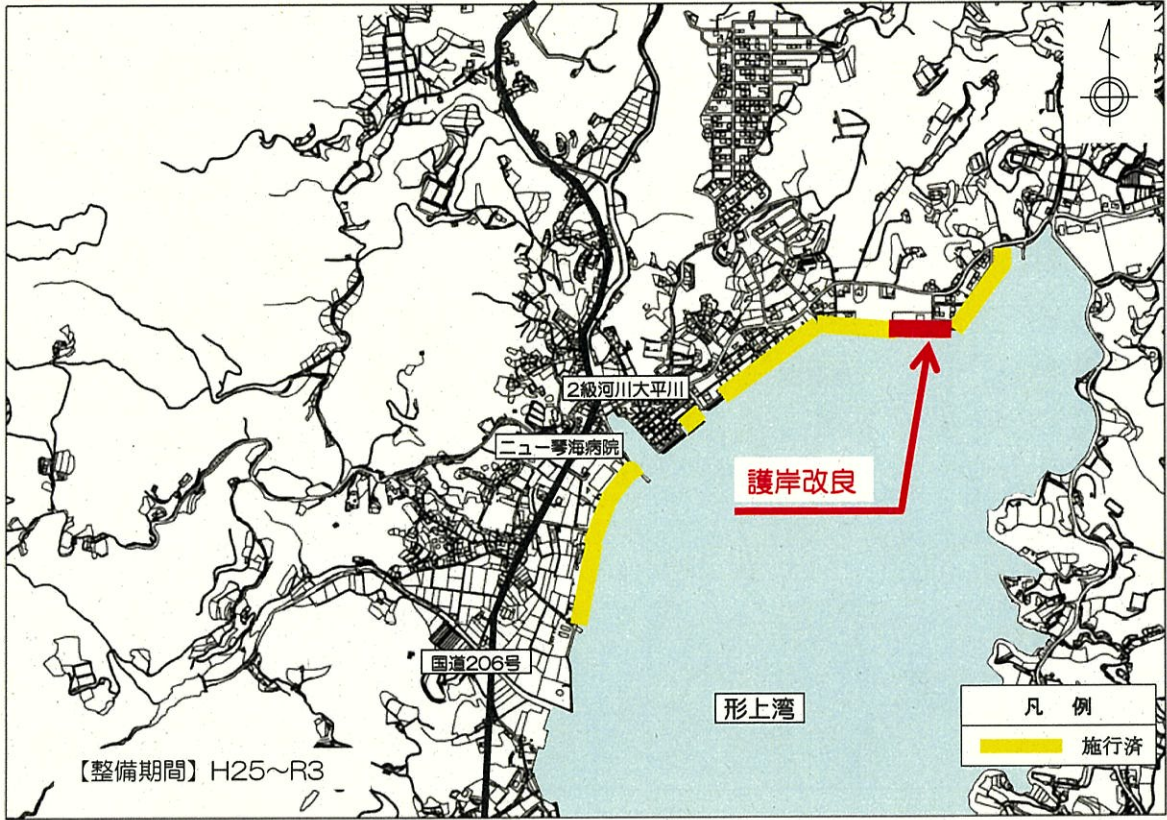 2級河川大平川
ニュー琴海病院
護岸改良
国道206号
形上湾
凡 例
施行済
【整備期間】H25～R3